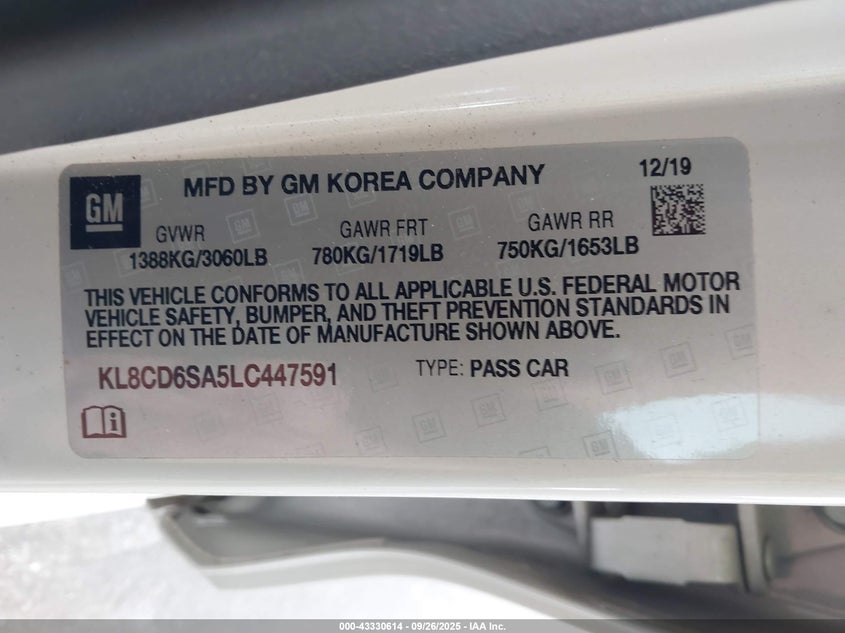 GM
MFD BY GM KOREA COMPANY
12/19
GVWR
GAWR FRT
GAWR RR
1388KG/3060LB
780KG/1719LB
750KG/1653LB
THIS VEHICLE CONFORMS TO ALL APPLICABLE U.S. FEDERAL MOTOR
VEHICLE SAFETY, BUMPER, AND THEFT PREVENTION STANDARDS IN
EFFECT ON THE DATE OF MANUFACTURE SHOWN ABOVE.
KL8CD6SA5LC447591
TYPE: PASS CAR
000-43330614 - 09/26/2025 - IAA Inc.